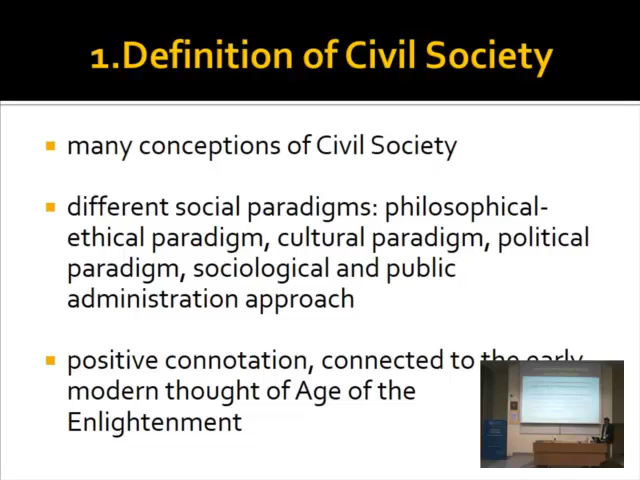 1.Definition of Civil Society
many conceptions of Civil Society
different social paradigms: philosophical-
ethical paradigm, cultural paradigm, political
paradigm, sociological and public
administration approach
positive connotation, connected to the early
modern thought of Age of the
Enlightenment